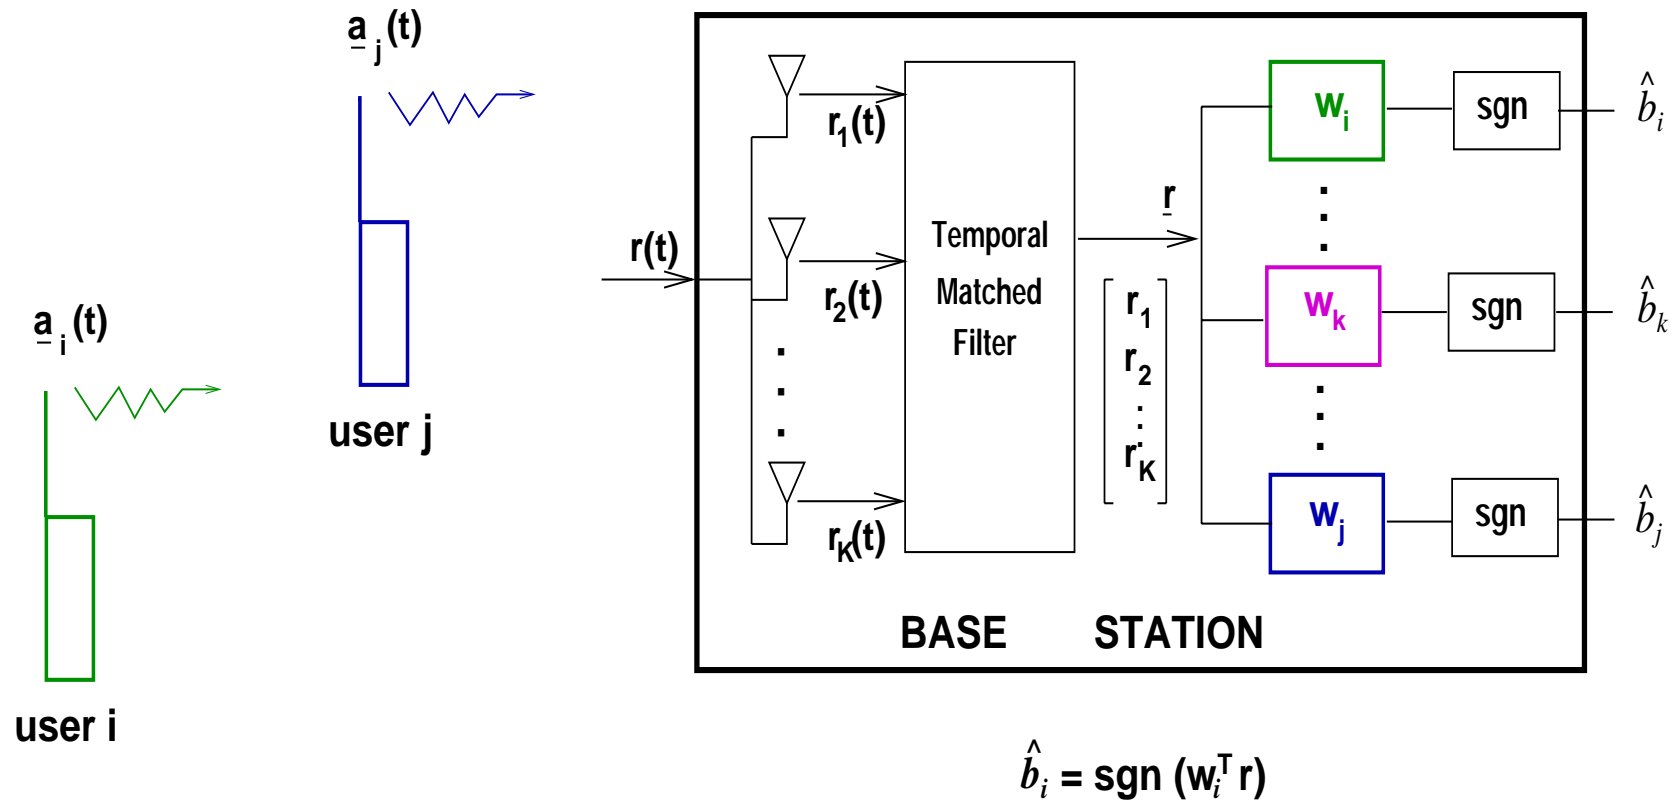 a_j(t)
a_i(t)
user j
user i
r(t)
r_1(t)
r_2(t)
.
.
.
r_K(t)
Temporal
Matched
Filter
r
r_1
r_2
:
:
r_K
w_i
sgn
b̂_i
.
.
.
w_k
sgn
b̂_k
.
.
.
w_j
sgn
b̂_j
BASE STATION
b̂_i = sgn (w_i^T r)